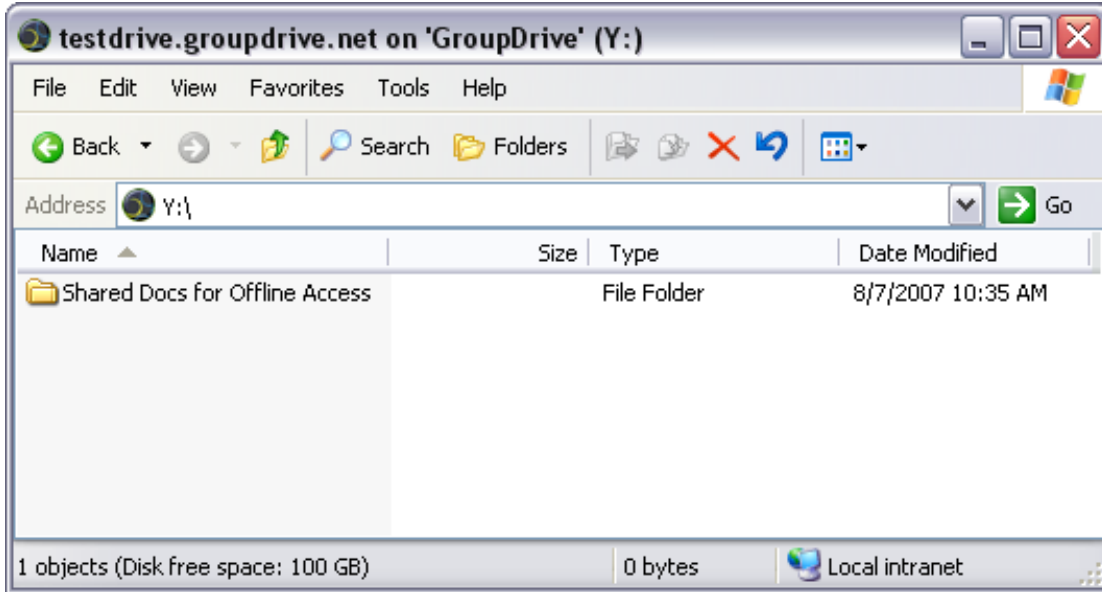 testdrive.groupdrive.net on 'GroupDrive' (Y:)
File Edit View Favorites Tools Help
Back Search Folders
Address Y:\ Go
Name Size Type Date Modified
Shared Docs for Offline Access File Folder 8/7/2007 10:35 AM
1 objects (Disk free space: 100 GB) 0 bytes Local intranet